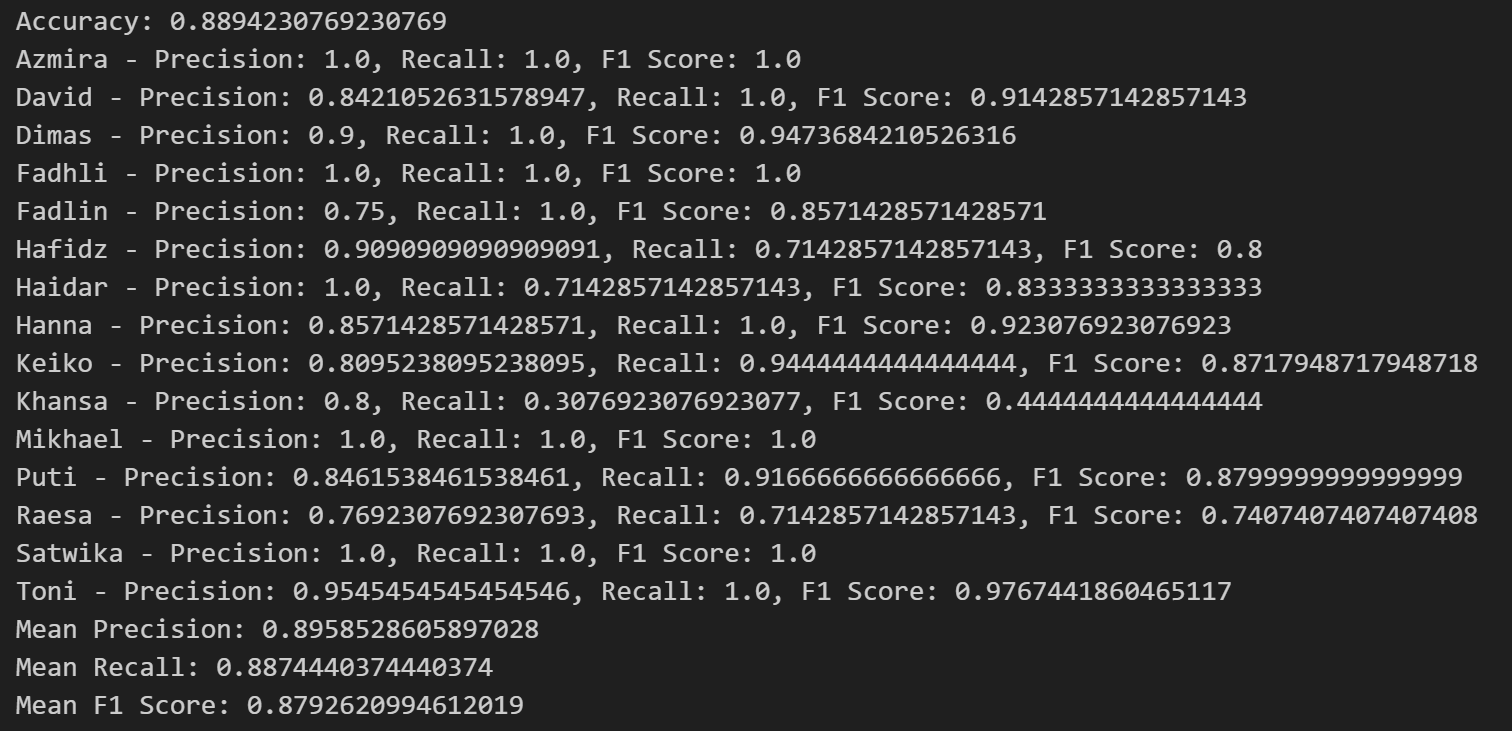 Accuracy: 0.8894230769230769
Azmira - Precision: 1.0, Recall: 1.0, F1 Score: 1.0
David - Precision: 0.8421052631578947, Recall: 1.0, F1 Score: 0.9142857142857143
Dimas - Precision: 0.9, Recall: 1.0, F1 Score: 0.9473684210526316
Fadhli - Precision: 1.0, Recall: 1.0, F1 Score: 1.0
Fadlin - Precision: 0.75, Recall: 1.0, F1 Score: 0.8571428571428571
Hafidz - Precision: 0.9090909090909091, Recall: 0.7142857142857143, F1 Score: 0.8
Haidar - Precision: 1.0, Recall: 0.7142857142857143, F1 Score: 0.8333333333333333
Hanna - Precision: 0.8571428571428571, Recall: 1.0, F1 Score: 0.923076923076923
Keiko - Precision: 0.8095238095238095, Recall: 0.9444444444444444, F1 Score: 0.8717948717948718
Khansa - Precision: 0.8, Recall: 0.3076923076923077, F1 Score: 0.4444444444444444
Mikhael - Precision: 1.0, Recall: 1.0, F1 Score: 1.0
Puti - Precision: 0.8461538461538461, Recall: 0.9166666666666666, F1 Score: 0.8799999999999999
Raesa - Precision: 0.7692307692307693, Recall: 0.7142857142857143, F1 Score: 0.7407407407407408
Satwika - Precision: 1.0, Recall: 1.0, F1 Score: 1.0
Toni - Precision: 0.9545454545454546, Recall: 1.0, F1 Score: 0.9767441860465117
Mean Precision: 0.8958528605897028
Mean Recall: 0.8874440374440374
Mean F1 Score: 0.8792620994612019